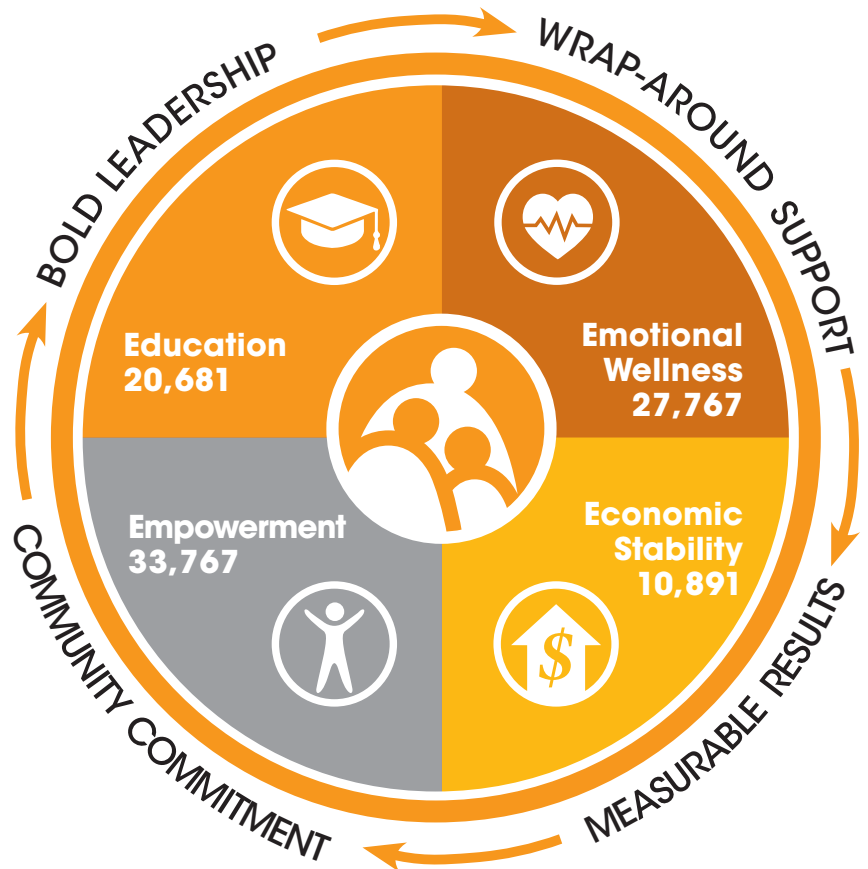 BOLD LEADERSHIP
WRAP-AROUND SUPPORT
Education
20,681
Emotional
Wellness
27,767
Empowerment
33,767
Economic
Stability
10,891
$
COMMUNITY COMMITMENT
MEASURABLE RESULTS